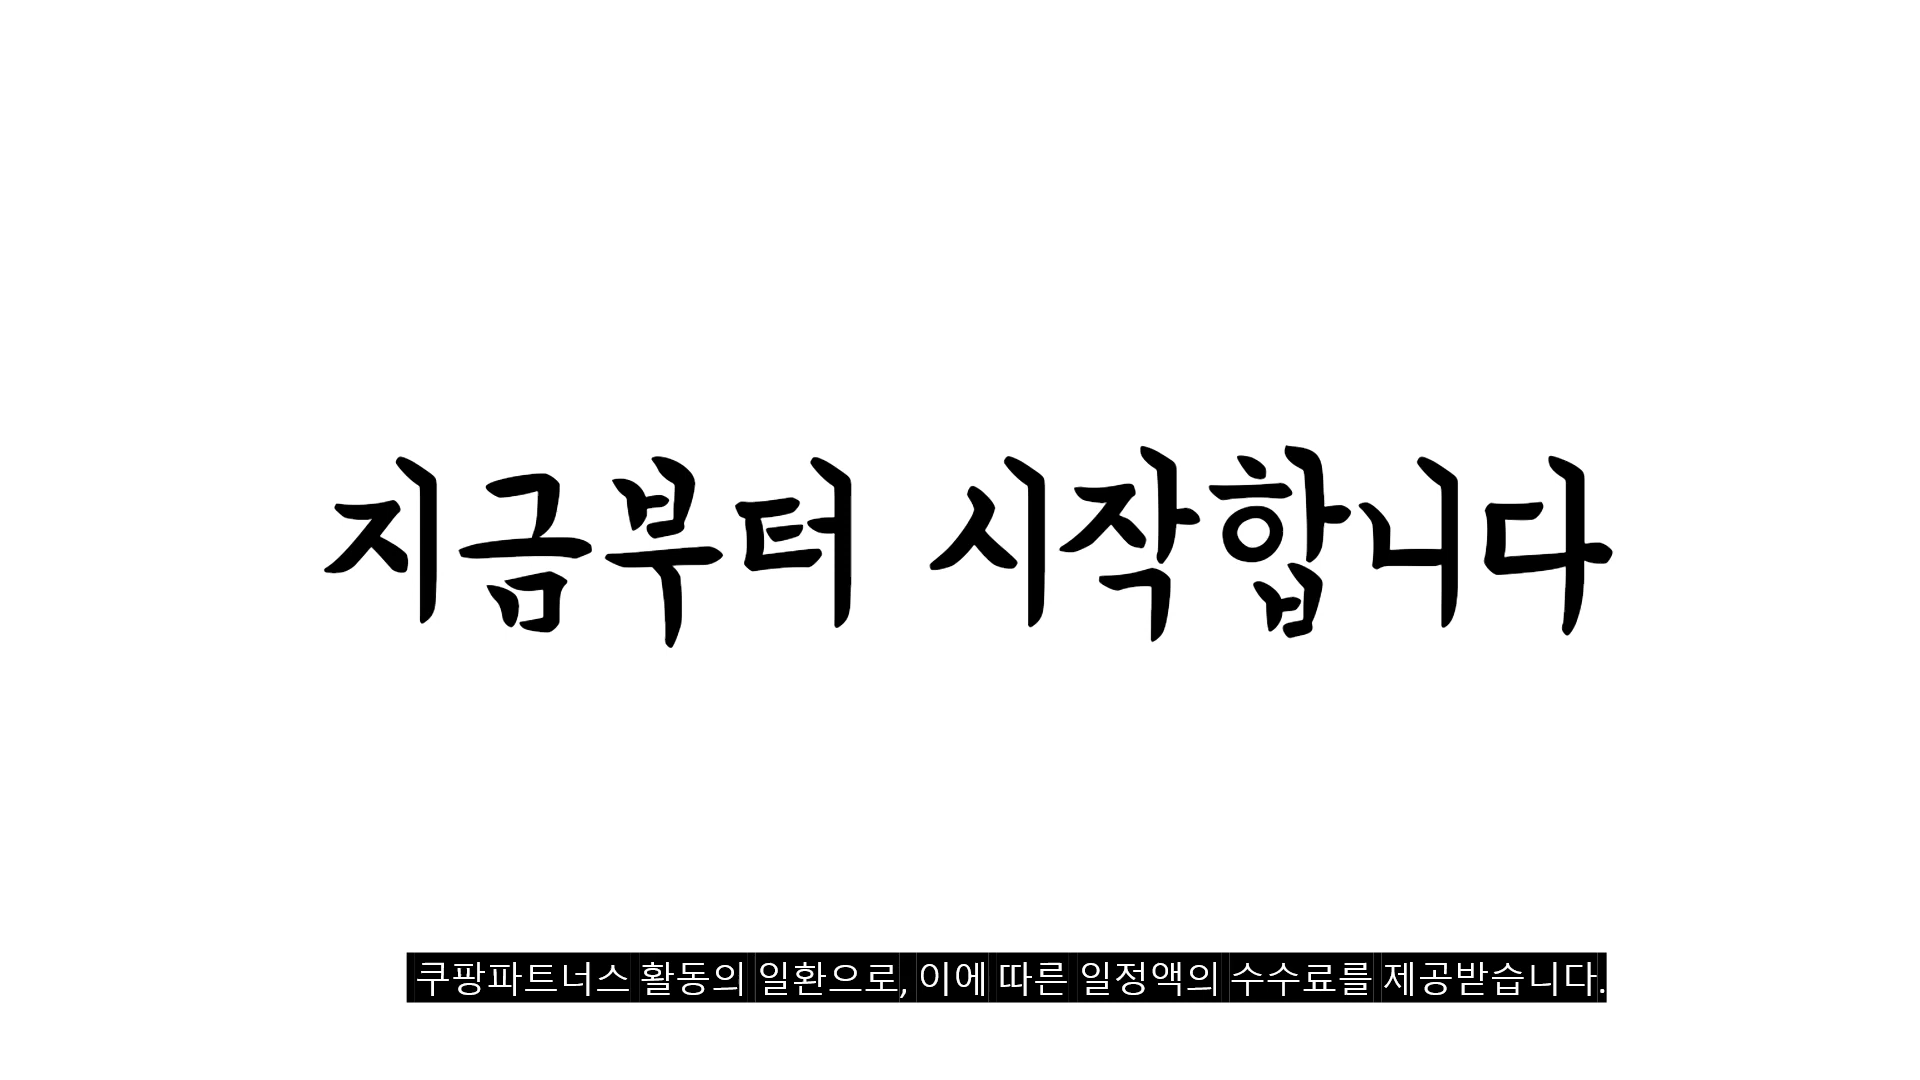 지금부터 시작합니다
쿠팡파트너스 활동의 일환으로, 이에 따른 일정액의 수수료를 제공받습니다.